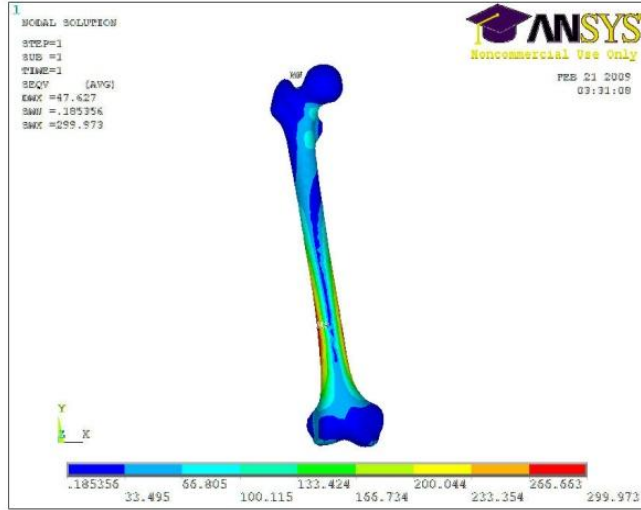 1
NODAL SOLUTION
STEP=1
SUB =1
TIME=1
SEQV (AVG)
DMX =47.627
SMN =.185356
SMX =299.973
ANSYS
Noncommercial Use Only
FEB 21 2009
03:31:08
MN
MX
Y
Z X
.185356 66.805 133.424 200.044 266.663
33.495 100.115 166.734 233.354 299.973